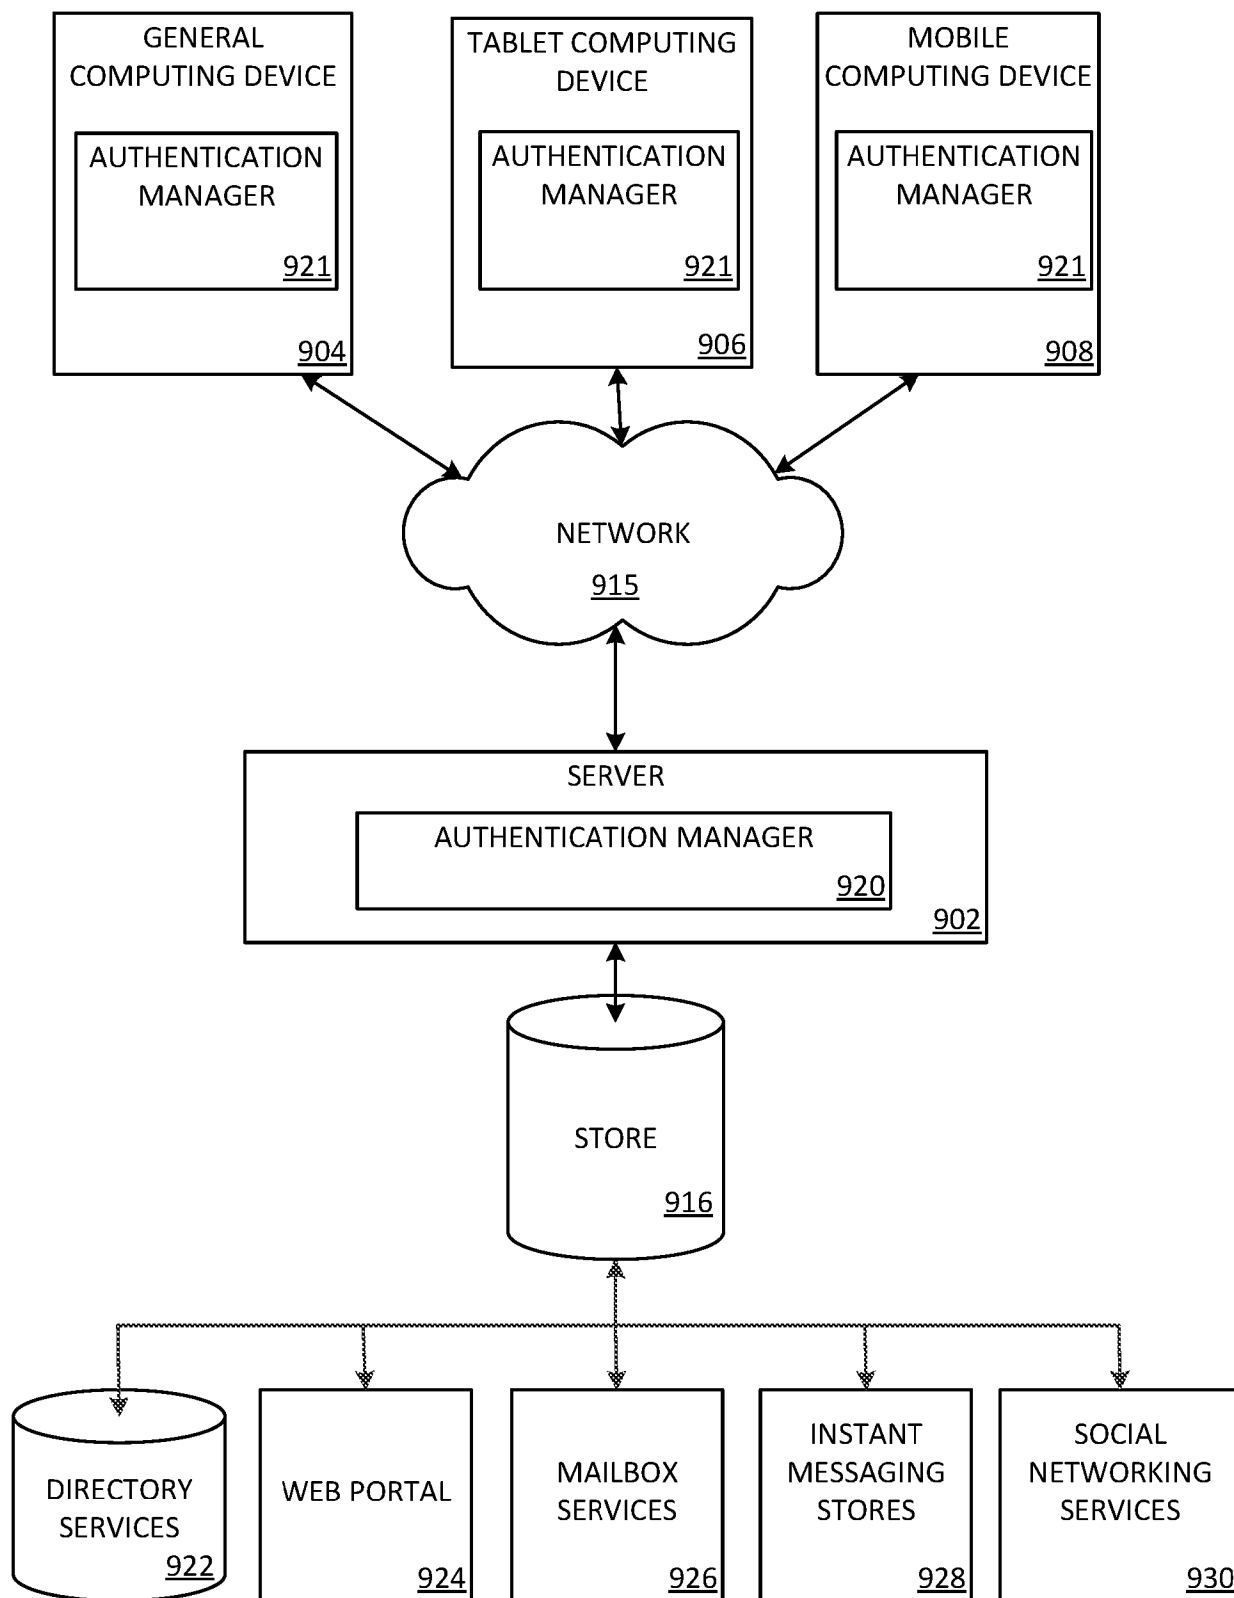 GENERAL
COMPUTING DEVICE
AUTHENTICATION
MANAGER
921
904
TABLET COMPUTING
DEVICE
AUTHENTICATION
MANAGER
921
906
MOBILE
COMPUTING DEVICE
AUTHENTICATION
MANAGER
921
908
NETWORK
915
SERVER
AUTHENTICATION MANAGER
920
902
STORE
916
DIRECTORY
SERVICES
922
WEB PORTAL
924
MAILBOX
SERVICES
926
INSTANT
MESSAGING
STORES
928
SOCIAL
NETWORKING
SERVICES
930